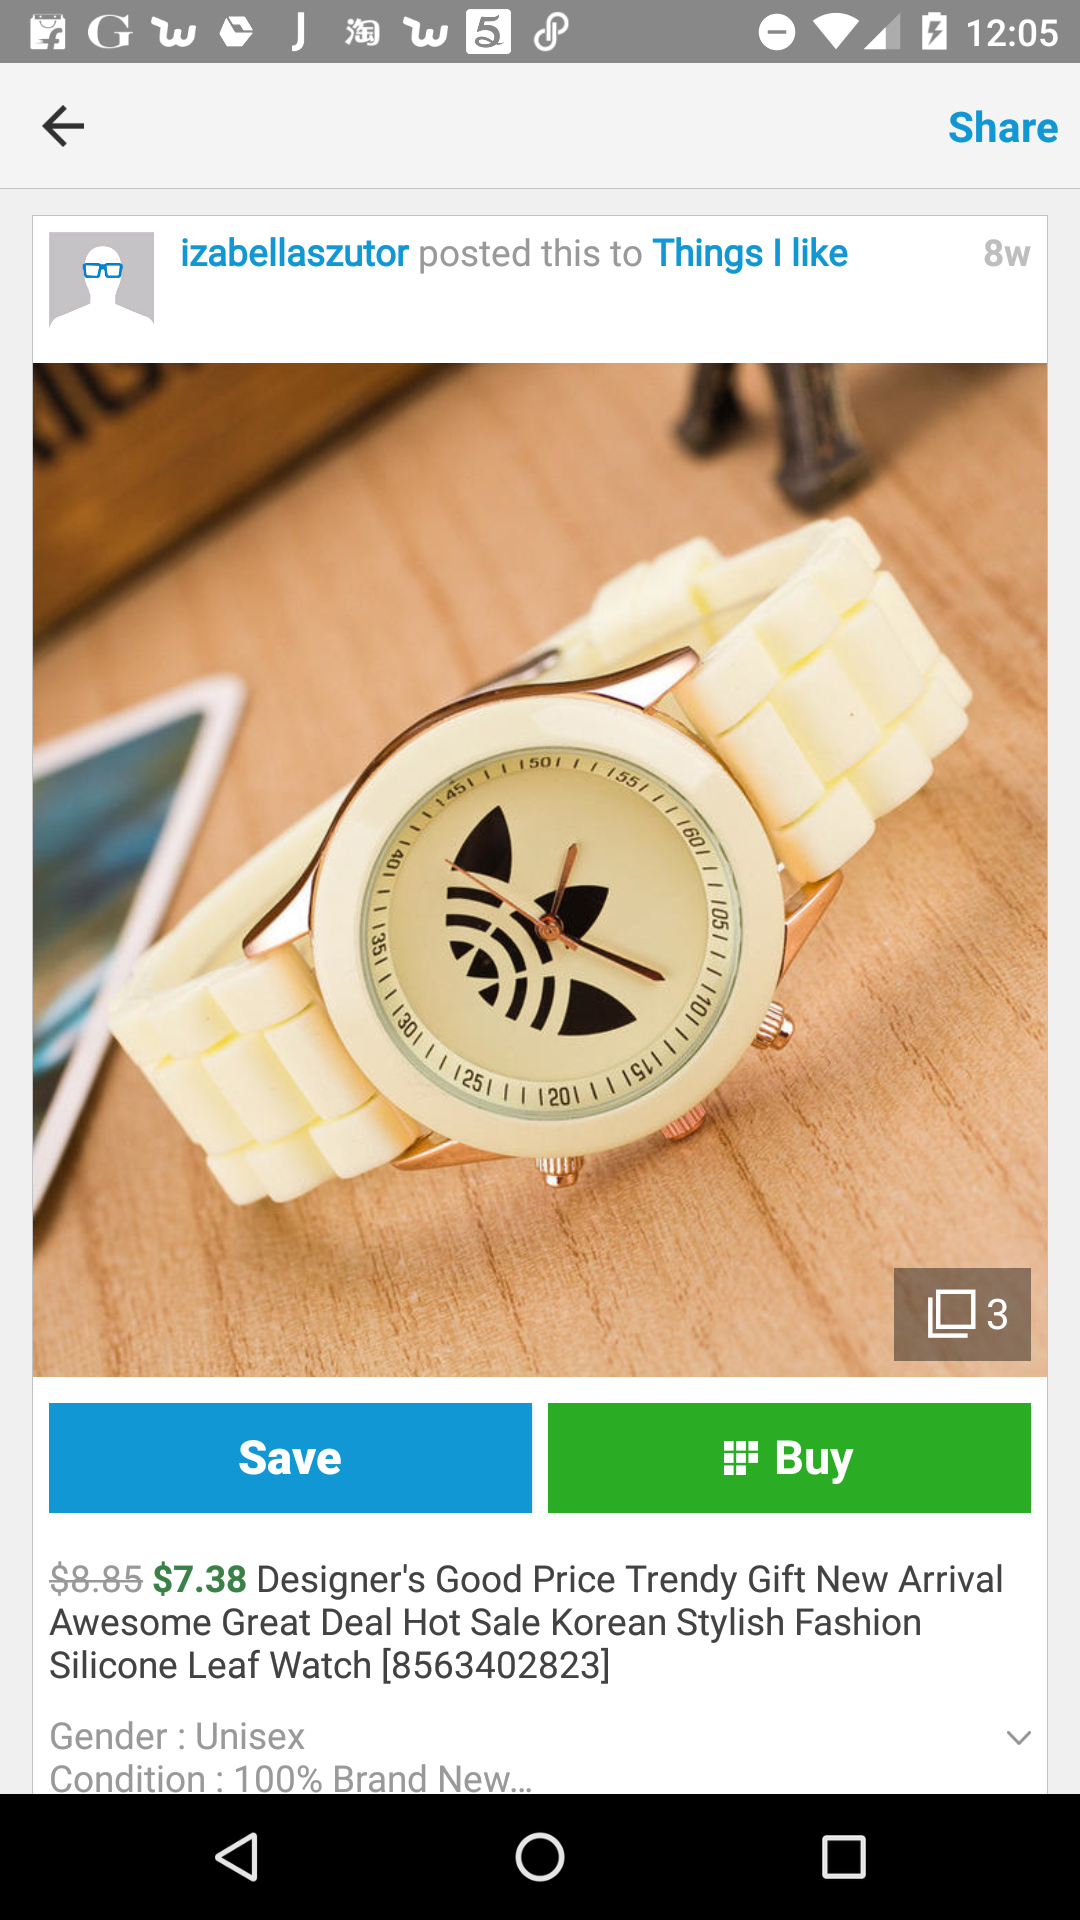 12:05
Share
izabellaszutor posted this to Things I like 8w
45 50 55 60 05 10 15 20 25 30 35 40
3
Save Buy
$8.85 $7.38 Designer's Good Price Trendy Gift New Arrival
Awesome Great Deal Hot Sale Korean Stylish Fashion
Silicone Leaf Watch [8563402823]
Gender : Unisex
Condition : 100% Brand New...